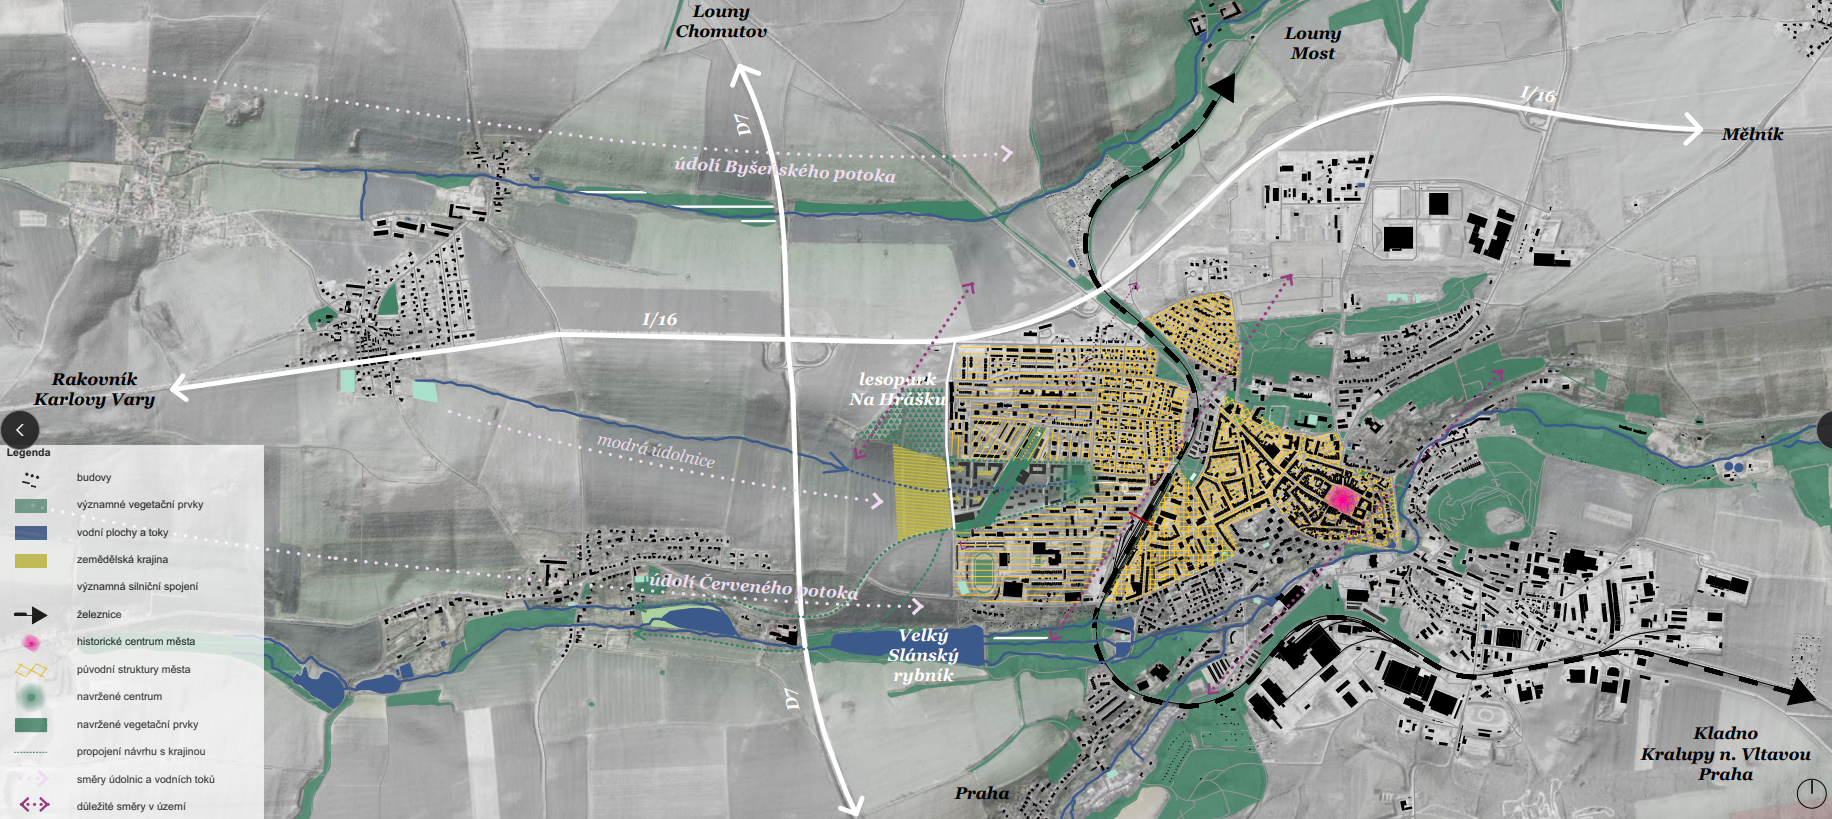 Louny
Chomutov
Louny
Most
I/16
Mělník
D7
údolí Byšenského potoka
I/16
Rakovník
Karlovy Vary
lesopark
Na Hrášku
modrá údolnice
údolí Červeného potoka
Velký
Slánský
rybník
D7
Praha
Kladno
Kralupy n. Vltavou
Praha
Legenda
budovy
významné vegetační prvky
vodní plochy a toky
zemědělská krajina
významná silniční spojení
železnice
historické centrum města
původní struktury města
navržené centrum
navržené vegetační prvky
propojení návrhu s krajinou
směry údolnic a vodních toků
důležité směry v území